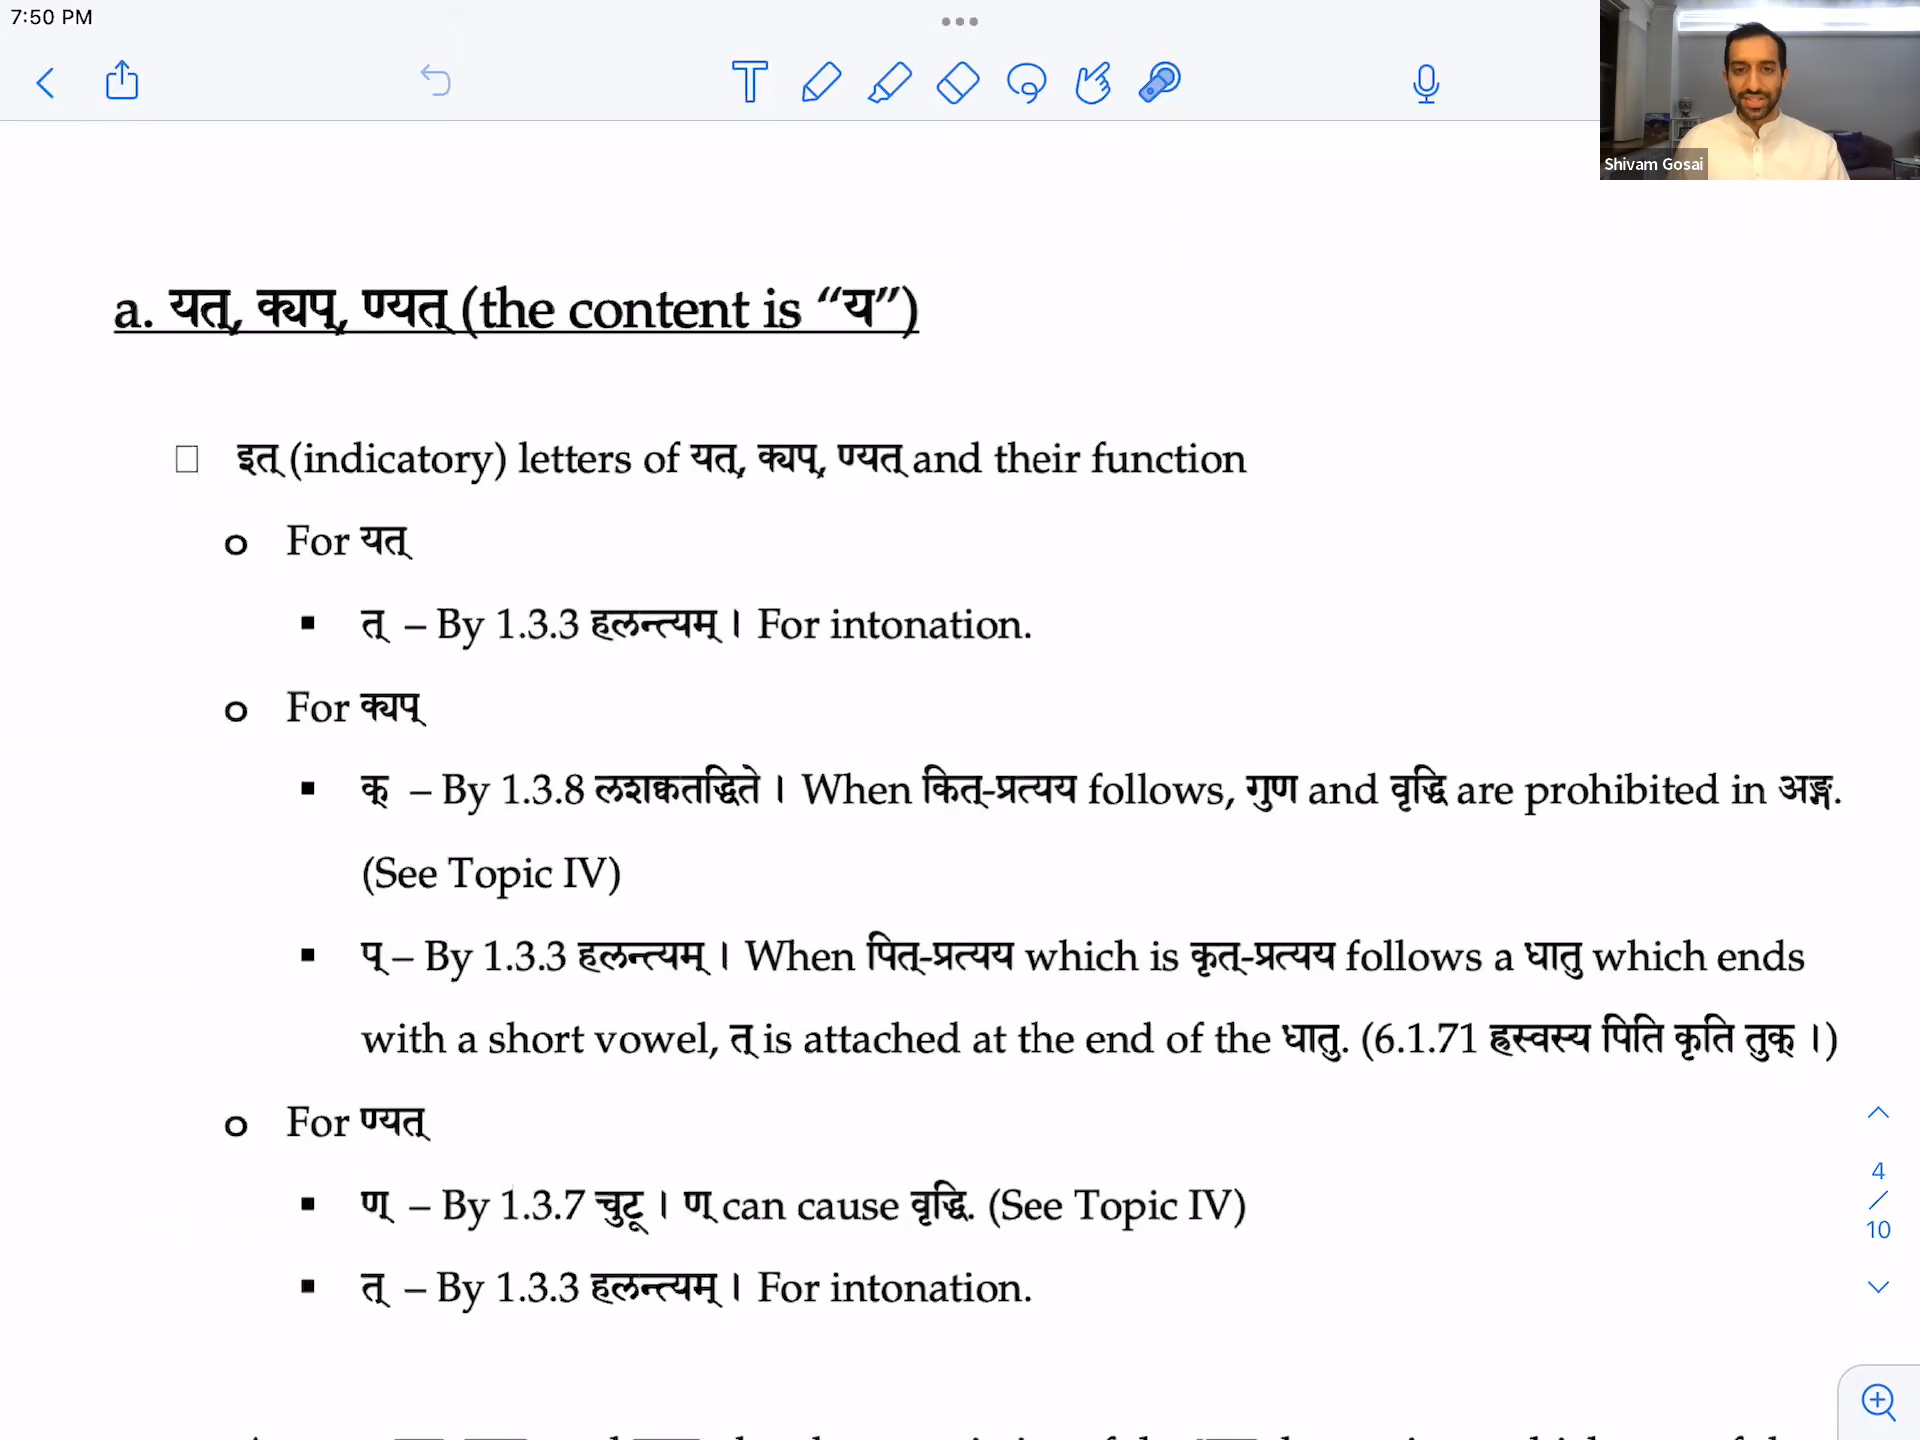 7:50 PM
Shivam Gosai
a. यत्, क्यप्, ण्यत् (the content is “य”)
इत् (indicatory) letters of यत्, क्यप्, ण्यत् and their function
o For यत्
▪ त् – By 1.3.3 हलन्त्यम् । For intonation.
o For क्यप्
▪ क् – By 1.3.8 लशक्वतद्धिते । When कित्-प्रत्यय follows, गुण and वृद्धि are prohibited in अङ्ग.
(See Topic IV)
▪ प् – By 1.3.3 हलन्त्यम् । When पित्-प्रत्यय which is कृत्-प्रत्यय follows a धातु which ends
with a short vowel, त् is attached at the end of the धातु. (6.1.71 ह्रस्वस्य पिति कृति तुक् ।)
o For ण्यत्
▪ ण् – By 1.3.7 चुटू । ण् can cause वृद्धि. (See Topic IV)
▪ त् – By 1.3.3 हलन्त्यम् । For intonation.
4
/
10